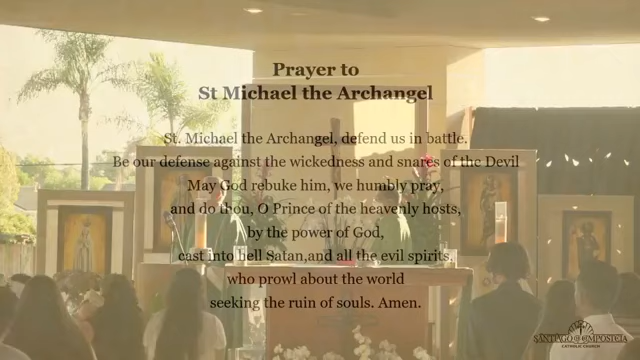 Prayer to
St Michael the Archangel
St. Michael the Archangel, defend us in battle.
Be our defense against the wickedness and snares of the Devil
May God rebuke him, we humbly pray,
and do thou, O Prince of the heavenly hosts,
by the power of God,
cast into hell Satan,and all the evil spirits,
who prowl about the world
seeking the ruin of souls. Amen.
SANTIAGO DE COMPOSTELA
CATHOLIC CHURCH